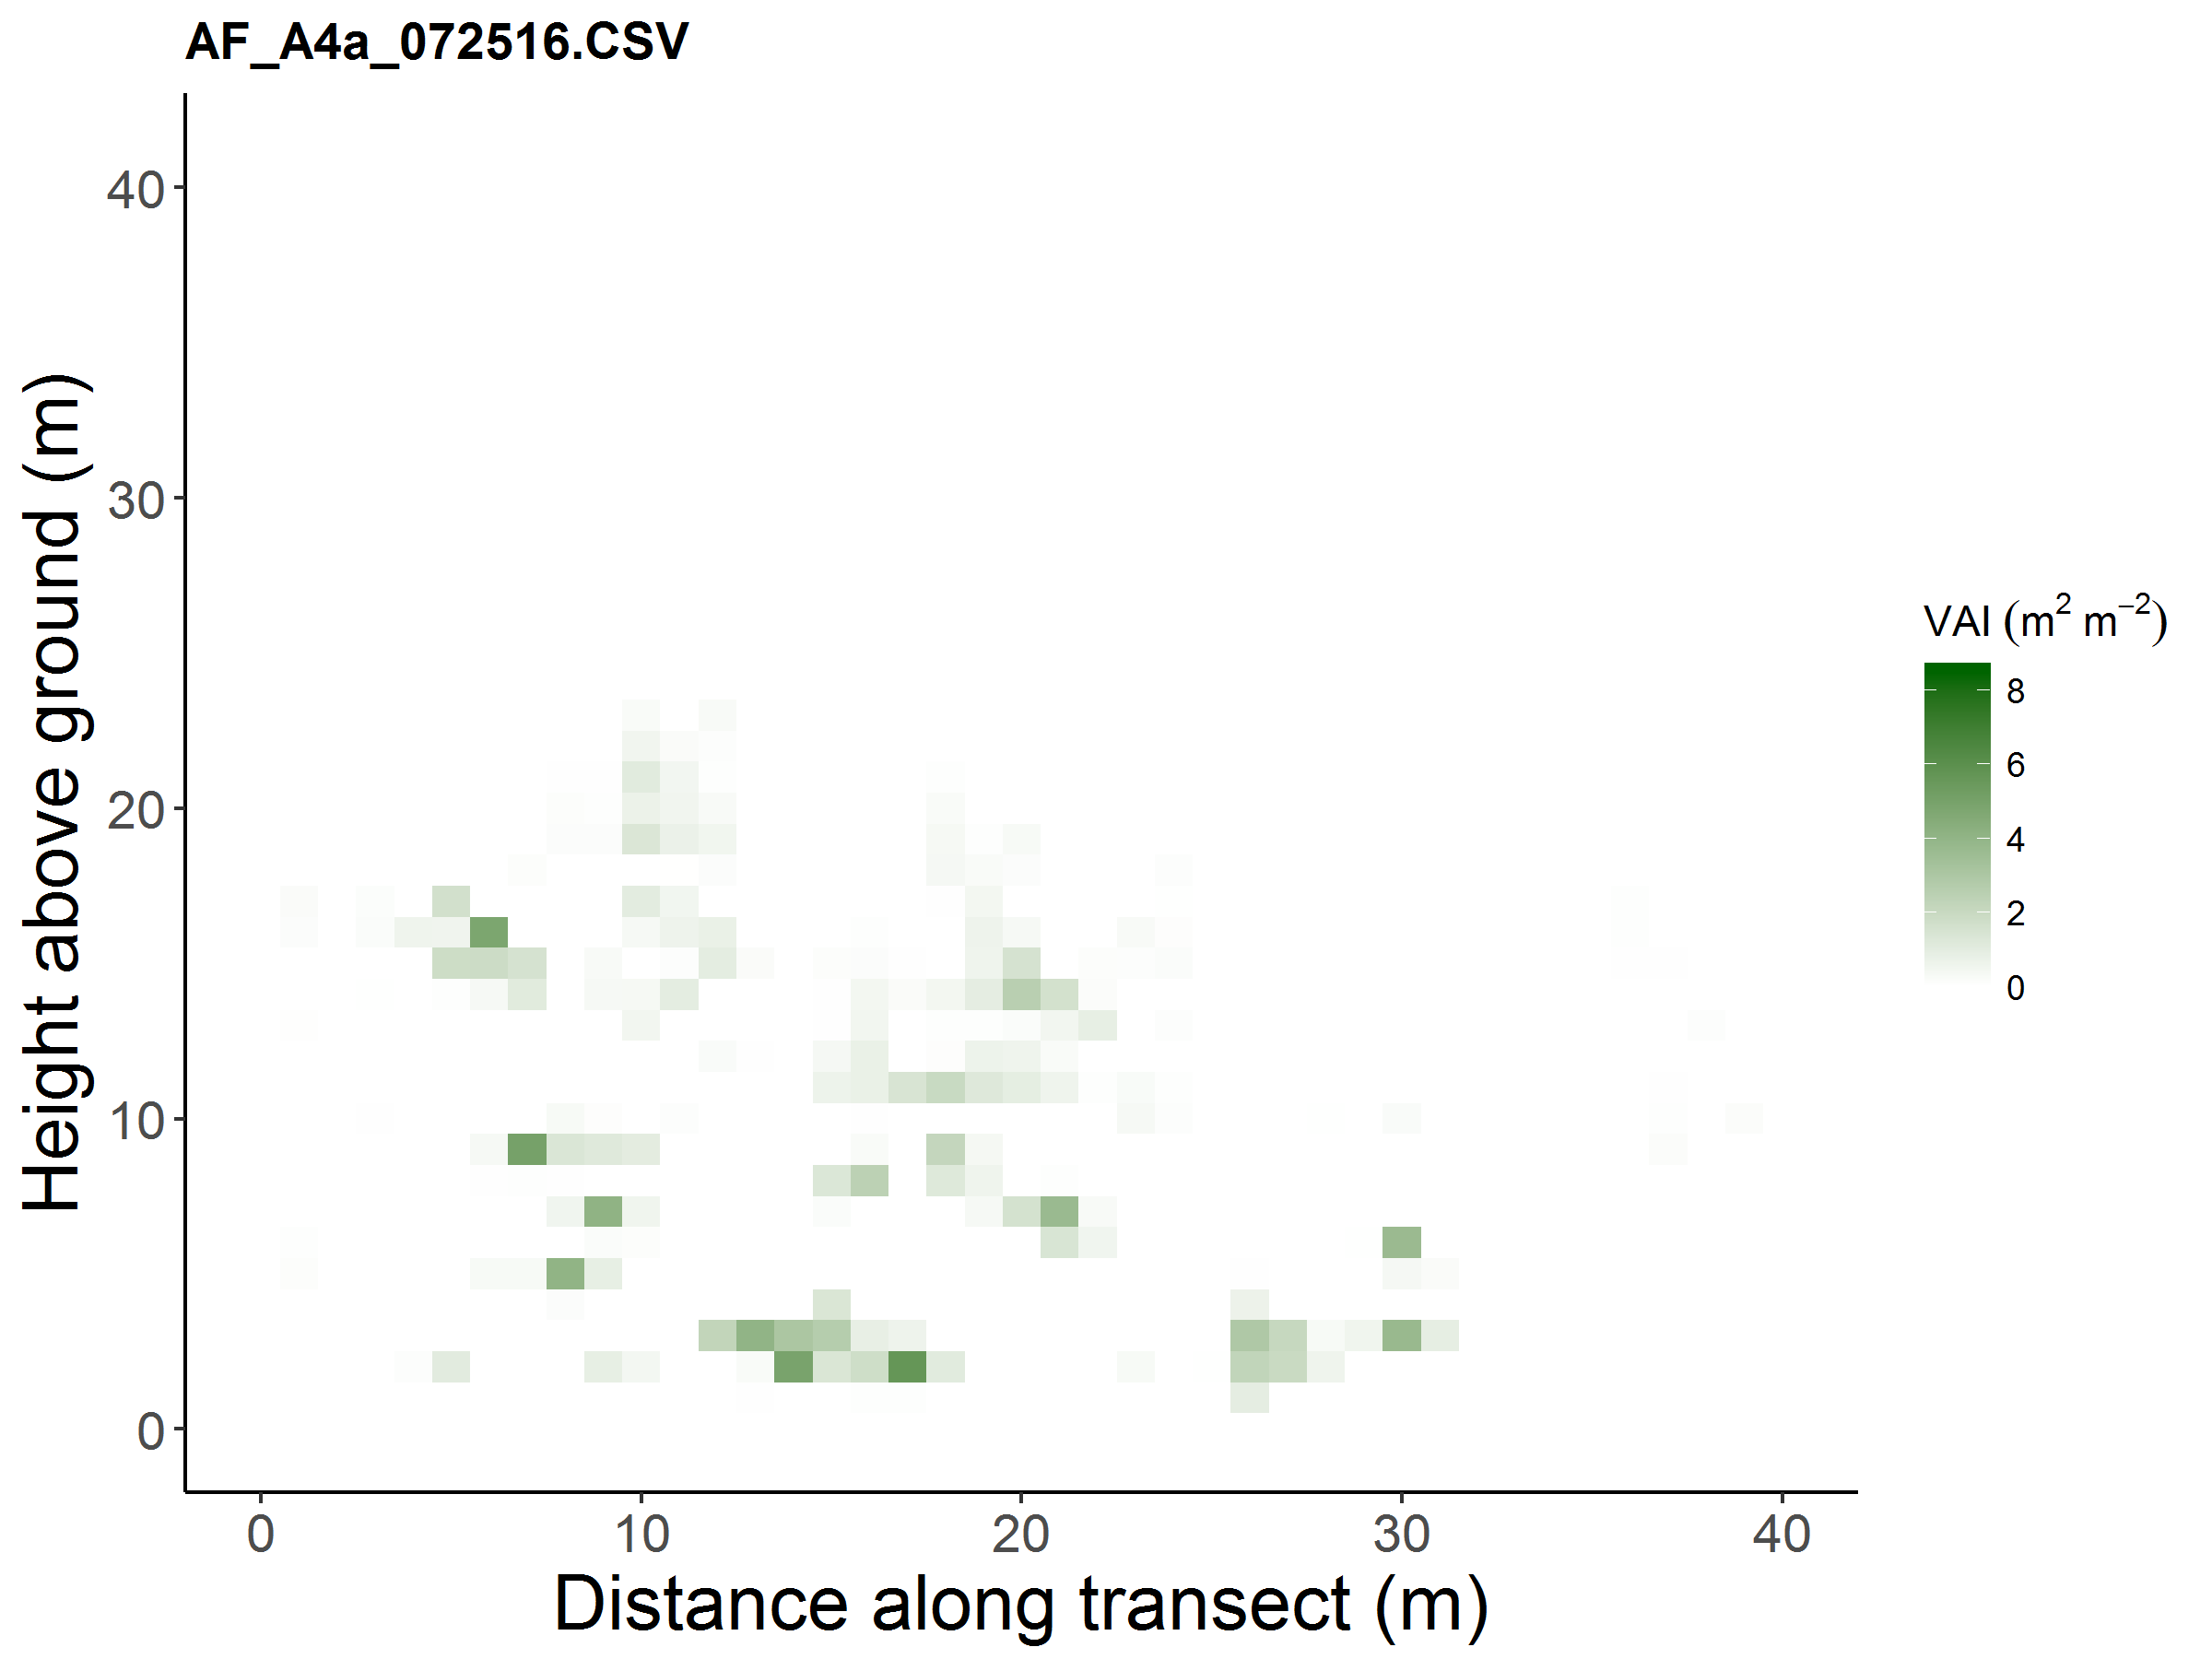 AF_A4a_072516.CSV
Height above ground (m)
40
30
20
10
0
0 10 20 30 40
Distance along transect (m)
VAI (m² m⁻²)
8
6
4
2
0